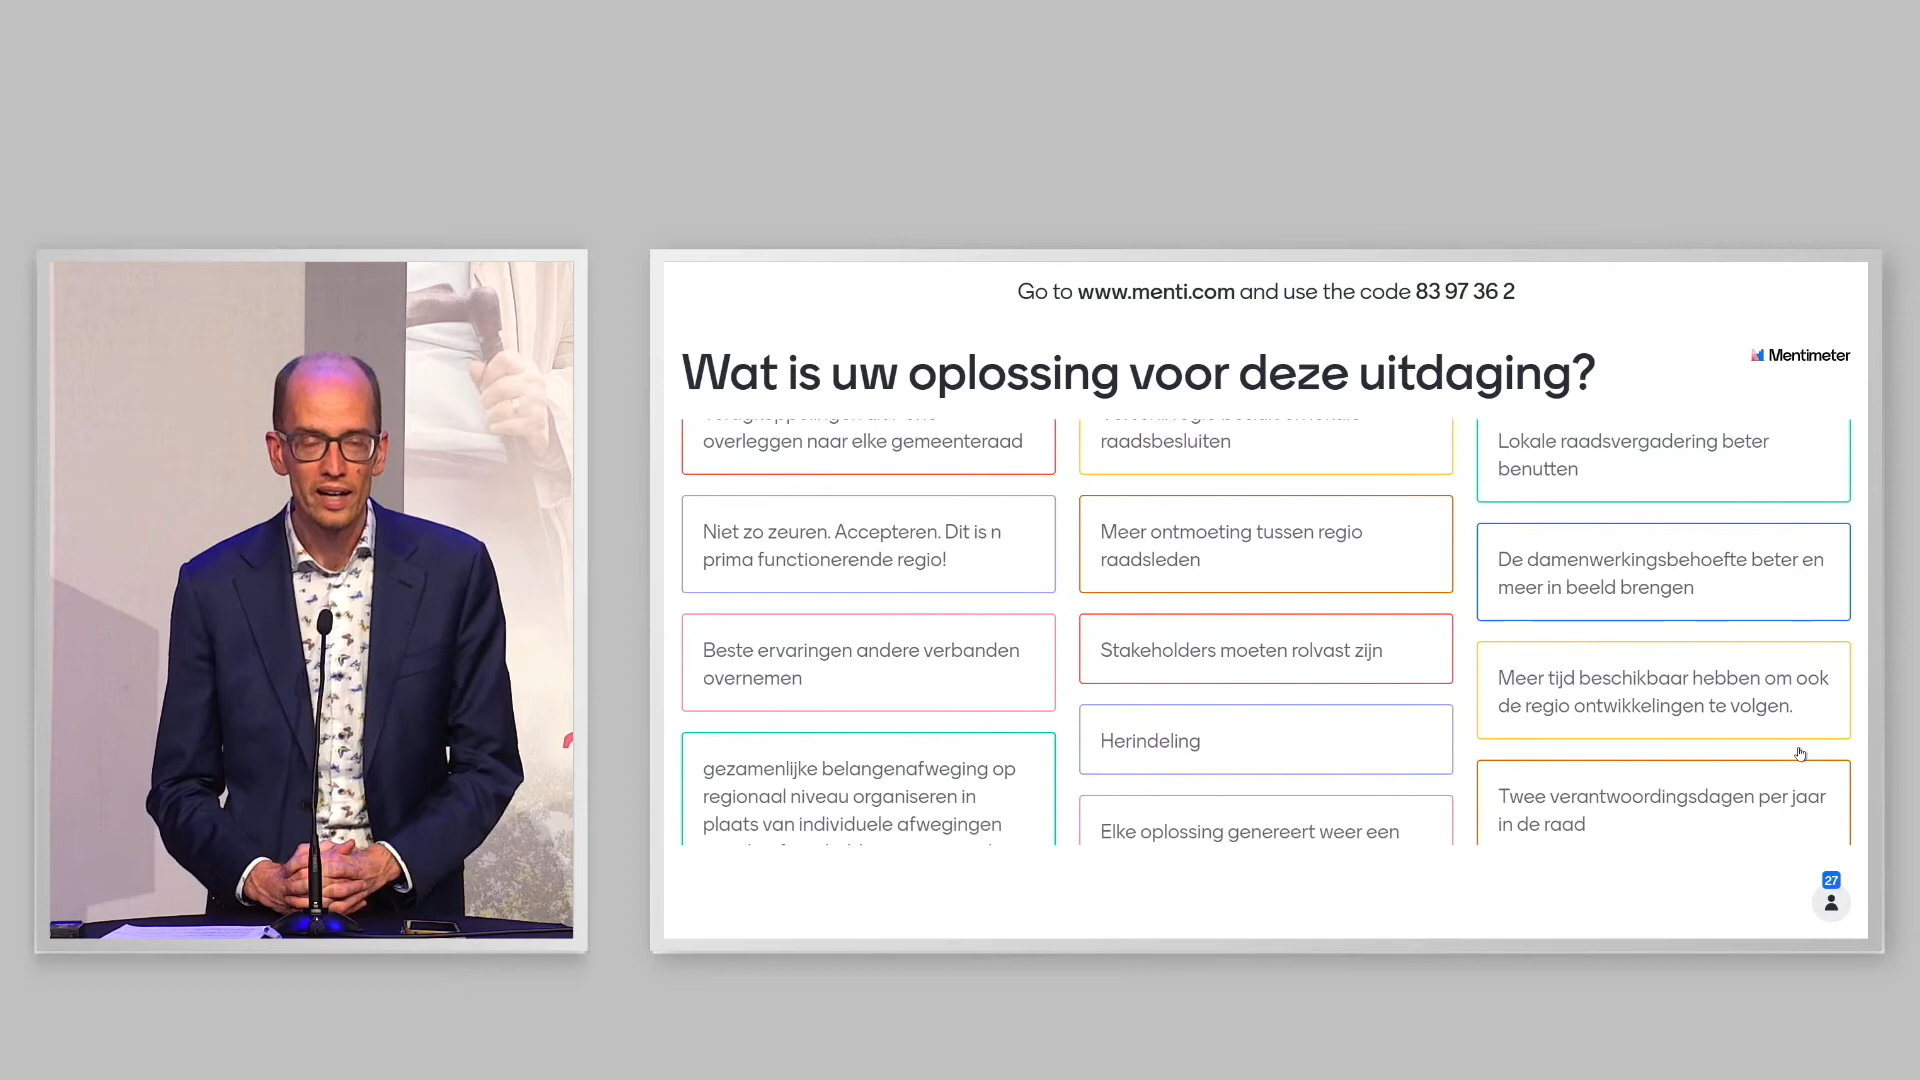 Go to www.menti.com and use the code 83 97 36 2
Wat is uw oplossing voor deze uitdaging?
Mentimeter
overleggen naar elke gemeenteraad
Niet zo zeuren. Accepteren. Dit is n
prima functionerende regio!
Beste ervaringen andere verbanden
overnemen
gezamenlijke belangenafweging op
regionaal niveau organiseren in
plaats van individuele afwegingen
raadsbesluiten
Meer ontmoeting tussen regio
raadsleden
Stakeholders moeten rolvast zijn
Herindeling
Elke oplossing genereert weer een
Lokale raadsvergadering beter
benutten
De damenwerkingsbehoefte beter en
meer in beeld brengen
Meer tijd beschikbaar hebben om ook
de regio ontwikkelingen te volgen.
Twee verantwoordingsdagen per jaar
in de raad
27